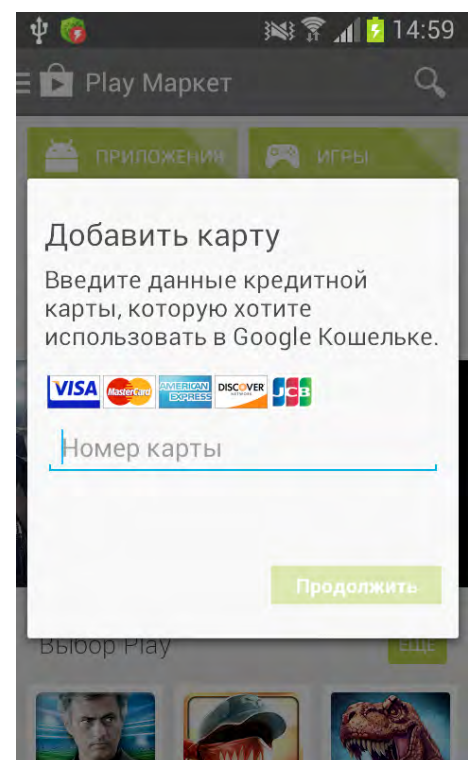 14:59
Play Маркет
ПРИЛОЖЕНИЯ
ИГРЫ
Добавить карту
Введите данные кредитной
карты, которую хотите
использовать в Google Кошельке.
VISA MasterCard AMERICAN EXPRESS DISCOVER NETWORK JCB
Номер карты
Продолжить
Выбор Play
ЕЩЕ